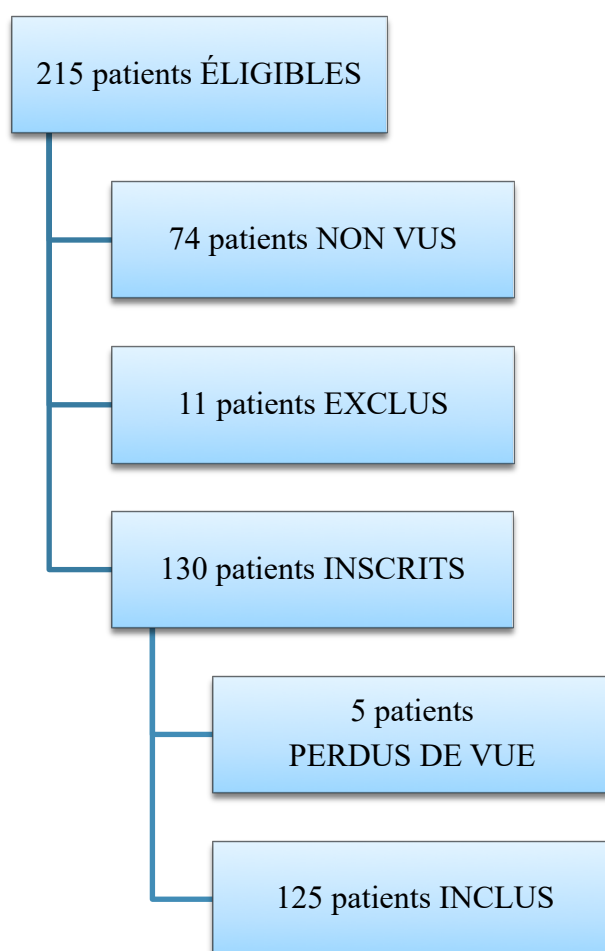 215 patients ÉLIGIBLES
74 patients NON VUS
11 patients EXCLUS
130 patients INSCRITS
5 patients
PERDUS DE VUE
125 patients INCLUS